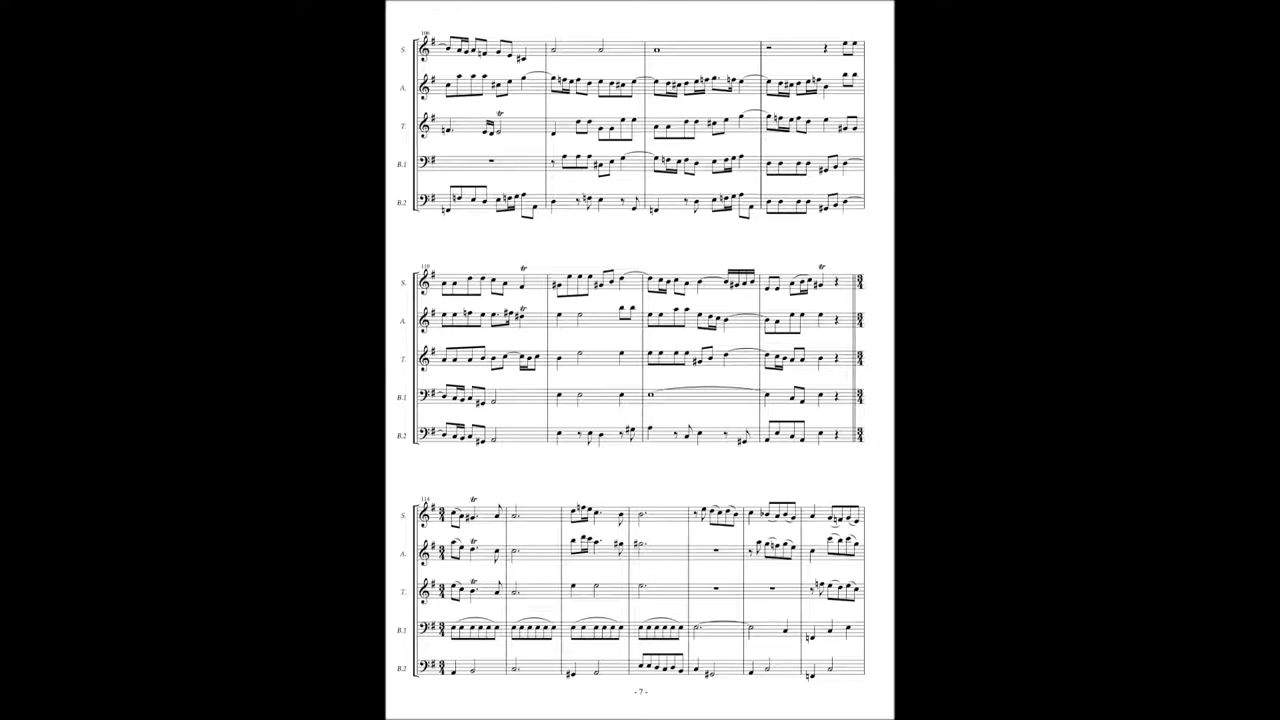 106
S.
A.
T.
B.1
B.2
110
S.
A.
T.
B.1
B.2
114
S.
A.
T.
B.1
B.2
- 7 -